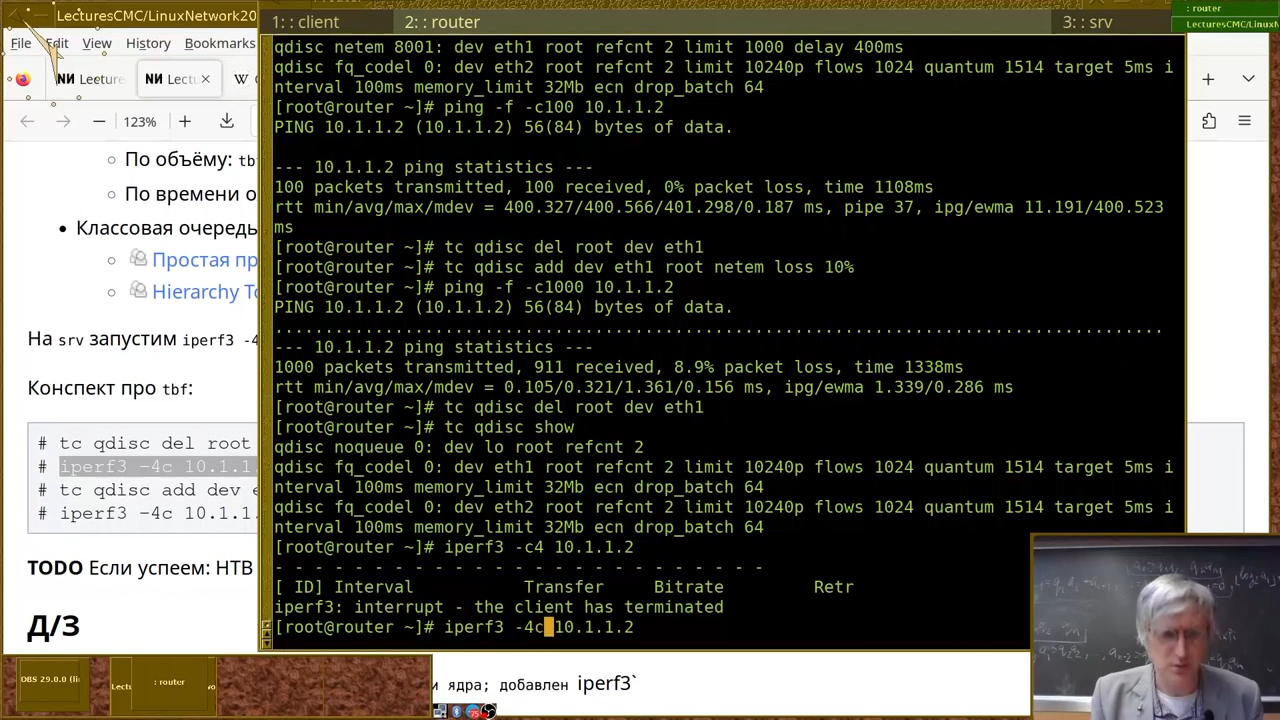 LecturesCMC/LinuxNetwork20
1: : client
2: : router
3: : srv
: router
LecturesCMC/LinuxN
File Edit View History Bookmarks
Lecture
Lectu
W
123%
По объёму: tb
По времени о
Классовая очередь
Простая пр
Hierarchy To
На srv запустим iperf3 -4
Конспект про tbf:
# tc qdisc del root
# iperf3 -4c 10.1.1.
# tc qdisc add dev e
# iperf3 -4c 10.1.1.
TODO Если успеем: HTB
Д/З
qdisc netem 8001: dev eth1 root refcnt 2 limit 1000 delay 400ms
qdisc fq_codel 0: dev eth2 root refcnt 2 limit 10240p flows 1024 quantum 1514 target 5ms i
nterval 100ms memory_limit 32Mb ecn drop_batch 64
[root@router ~]# ping -f -c100 10.1.1.2
PING 10.1.1.2 (10.1.1.2) 56(84) bytes of data.
--- 10.1.1.2 ping statistics ---
100 packets transmitted, 100 received, 0% packet loss, time 1108ms
rtt min/avg/max/mdev = 400.327/400.566/401.298/0.187 ms, pipe 37, ipg/ewma 11.191/400.523
ms
[root@router ~]# tc qdisc del root dev eth1
[root@router ~]# tc qdisc add dev eth1 root netem loss 10%
[root@router ~]# ping -f -c1000 10.1.1.2
PING 10.1.1.2 (10.1.1.2) 56(84) bytes of data.
.........................................................................................
--- 10.1.1.2 ping statistics ---
1000 packets transmitted, 911 received, 8.9% packet loss, time 1338ms
rtt min/avg/max/mdev = 0.105/0.321/1.361/0.156 ms, ipg/ewma 1.339/0.286 ms
[root@router ~]# tc qdisc del root dev eth1
[root@router ~]# tc qdisc show
qdisc noqueue 0: dev lo root refcnt 2
qdisc fq_codel 0: dev eth1 root refcnt 2 limit 10240p flows 1024 quantum 1514 target 5ms i
nterval 100ms memory_limit 32Mb ecn drop_batch 64
qdisc fq_codel 0: dev eth2 root refcnt 2 limit 10240p flows 1024 quantum 1514 target 5ms i
nterval 100ms memory_limit 32Mb ecn drop_batch 64
[root@router ~]# iperf3 -c4 10.1.1.2
- - - - - - - - - - - - - - - - - - - - - - - - -
[ ID] Interval Transfer Bitrate Retr
iperf3: interrupt - the client has terminated
[root@router ~]# iperf3 -4c 10.1.1.2
DBS 29.0.0 (li
Lect
: router
vo
и ядра; добавлен iperf3`
75